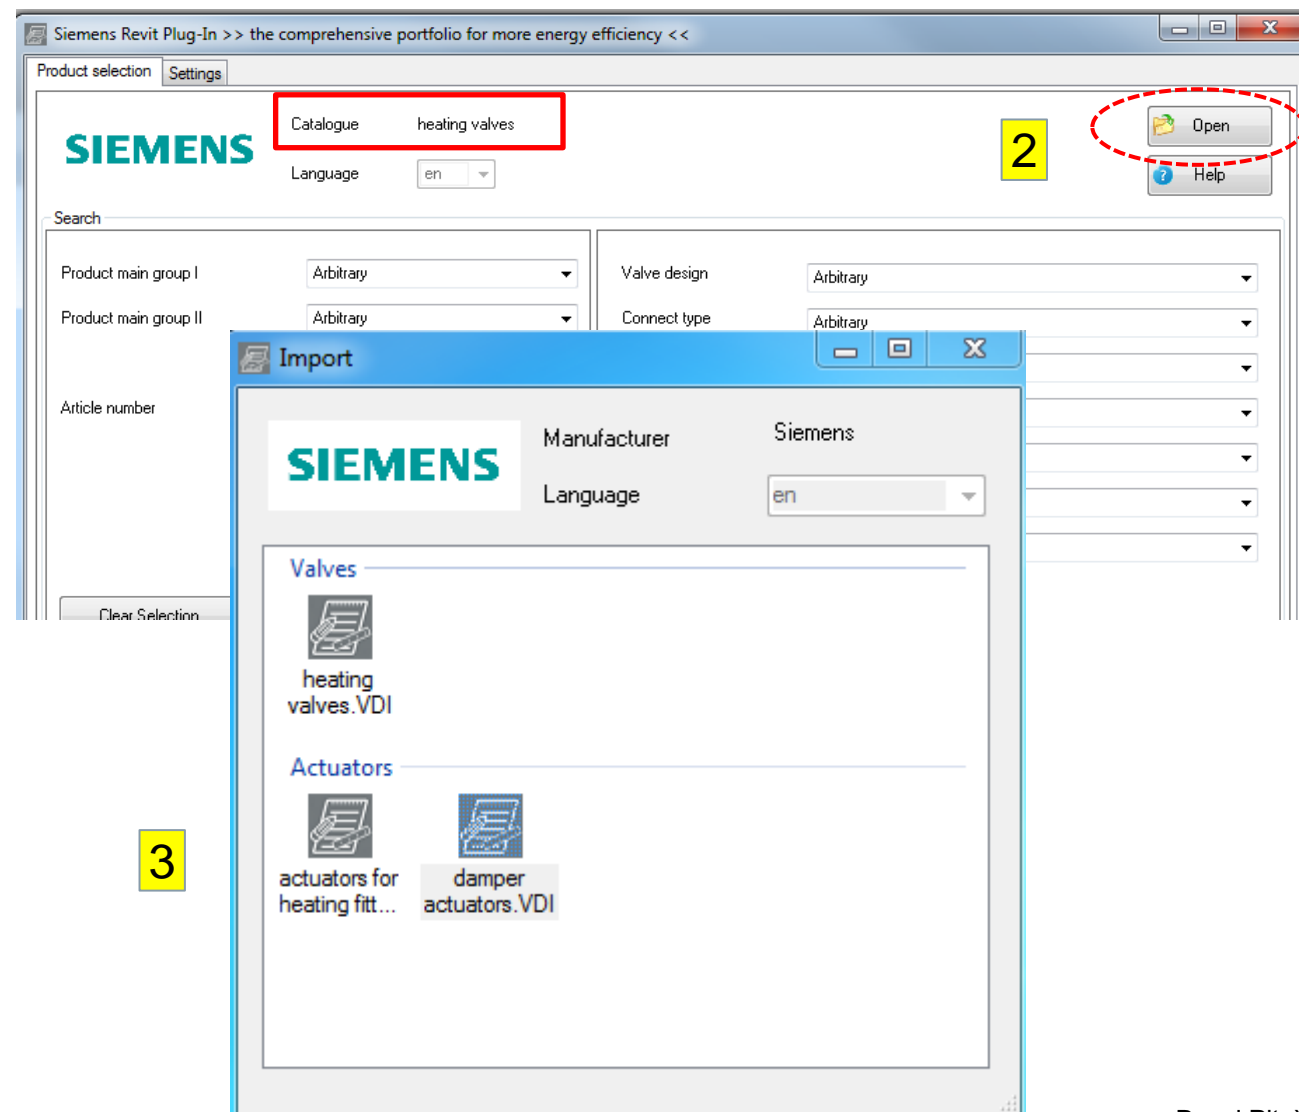 Siemens Revit Plug-In >> the comprehensive portfolio for more energy efficiency <<
Product selection Settings
SIEMENS
Catalogue heating valves
Language en
2
Open
Help
Search
Product main group I Arbitrary
Valve design Arbitrary
Product main group II Arbitrary
Connect type Arbitrary
Article number
Clear Selection
Import
SIEMENS
Manufacturer Siemens
Language en
Valves
heating
valves.VDI
Actuators
3
actuators for
heating fitt...
damper
actuators.VDI